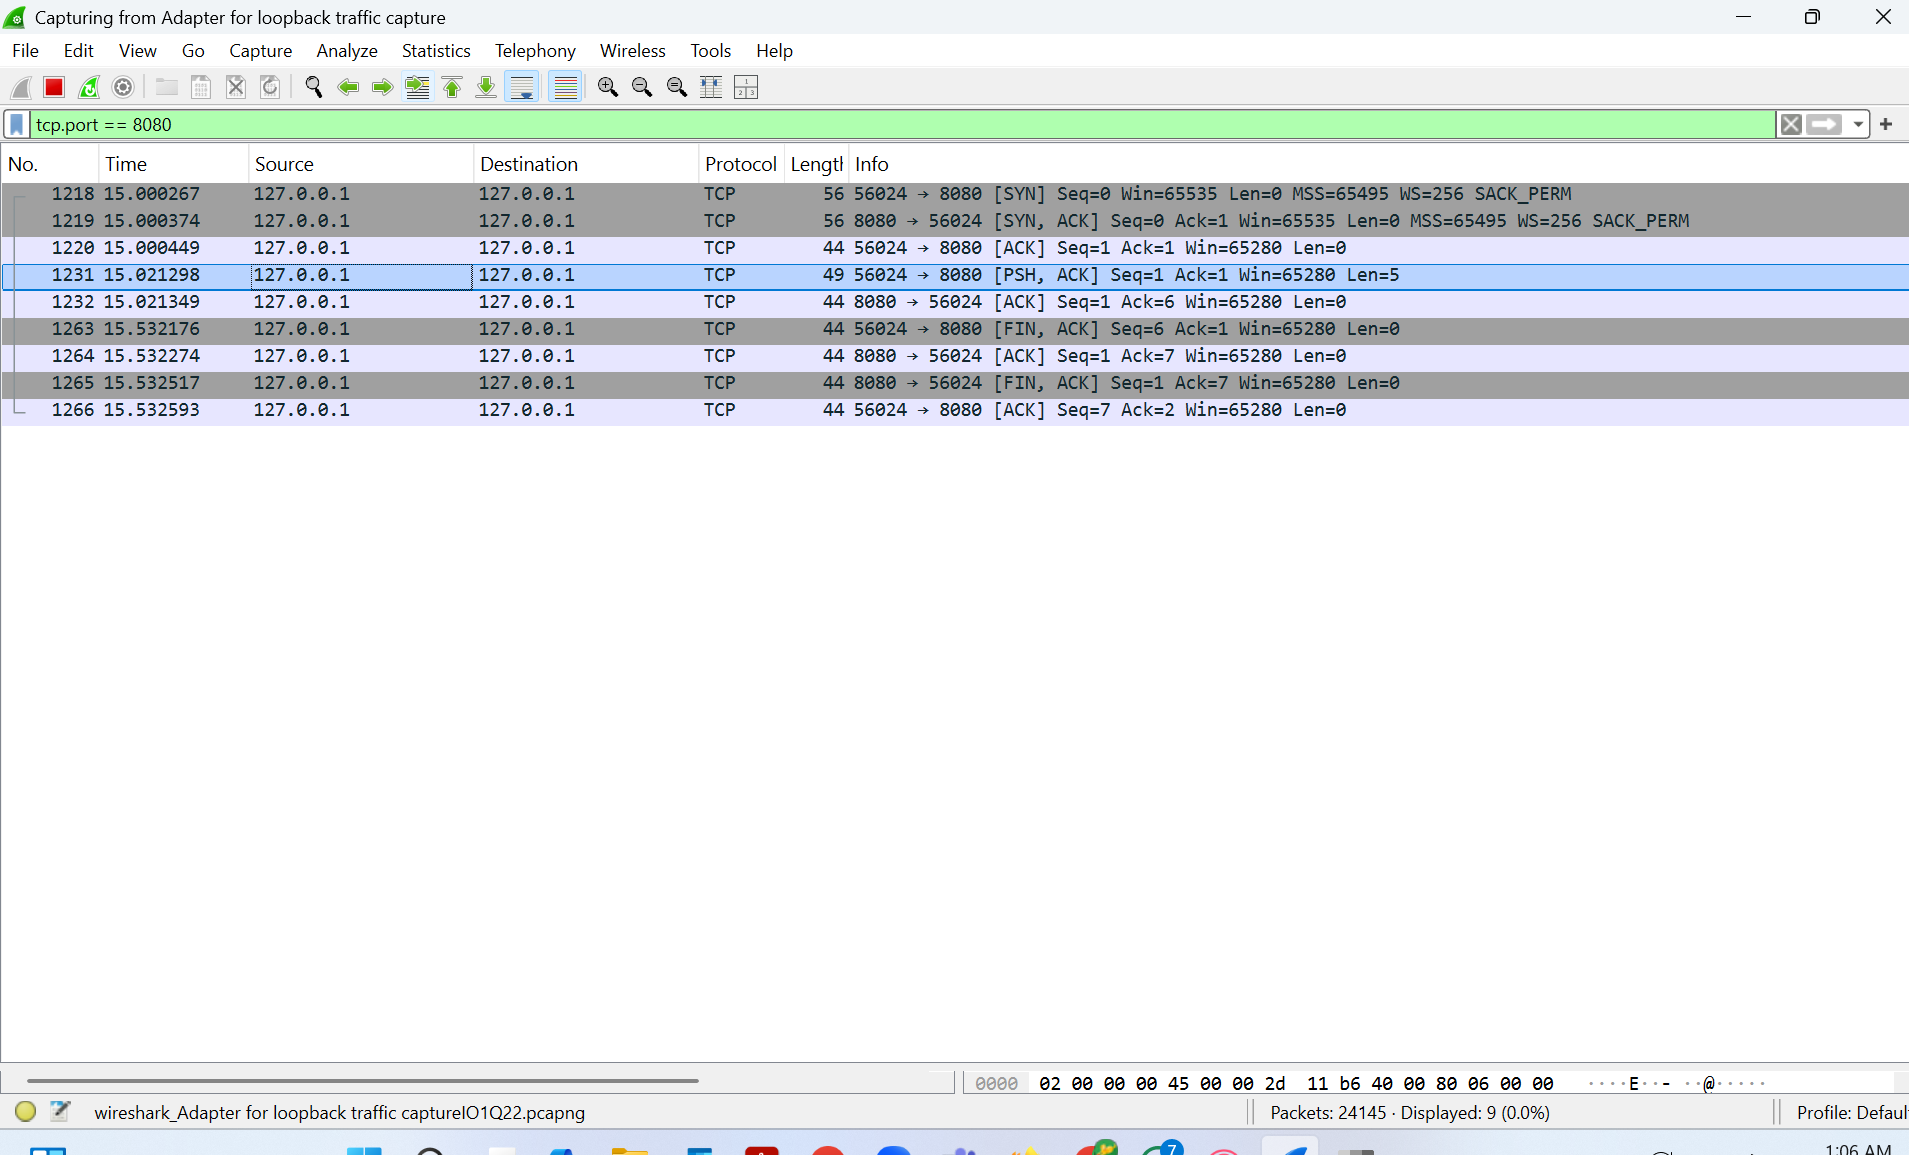 Capturing from Adapter for loopback traffic capture
File Edit View Go Capture Analyze Statistics Telephony Wireless Tools Help
tcp.port == 8080
No. Time Source Destination Protocol Length Info
1218 15.000267 127.0.0.1 127.0.0.1 TCP 56 56024 → 8080 [SYN] Seq=0 Win=65535 Len=0 MSS=65495 WS=256 SACK_PERM
1219 15.000374 127.0.0.1 127.0.0.1 TCP 56 8080 → 56024 [SYN, ACK] Seq=0 Ack=1 Win=65535 Len=0 MSS=65495 WS=256 SACK_PERM
1220 15.000449 127.0.0.1 127.0.0.1 TCP 44 56024 → 8080 [ACK] Seq=1 Ack=1 Win=65280 Len=0
1231 15.021298 127.0.0.1 127.0.0.1 TCP 49 56024 → 8080 [PSH, ACK] Seq=1 Ack=1 Win=65280 Len=5
1232 15.021349 127.0.0.1 127.0.0.1 TCP 44 8080 → 56024 [ACK] Seq=1 Ack=6 Win=65280 Len=0
1263 15.532176 127.0.0.1 127.0.0.1 TCP 44 56024 → 8080 [FIN, ACK] Seq=6 Ack=1 Win=65280 Len=0
1264 15.532274 127.0.0.1 127.0.0.1 TCP 44 8080 → 56024 [ACK] Seq=1 Ack=7 Win=65280 Len=0
1265 15.532517 127.0.0.1 127.0.0.1 TCP 44 8080 → 56024 [FIN, ACK] Seq=1 Ack=7 Win=65280 Len=0
1266 15.532593 127.0.0.1 127.0.0.1 TCP 44 56024 → 8080 [ACK] Seq=7 Ack=2 Win=65280 Len=0
0000 02 00 00 00 45 00 00 2d 11 b6 40 00 80 06 00 00 ····E··- ··@·····
wireshark_Adapter for loopback traffic captureIO1Q22.pcapng Packets: 24145 · Displayed: 9 (0.0%) Profile: Defaul
7
1:06 AM